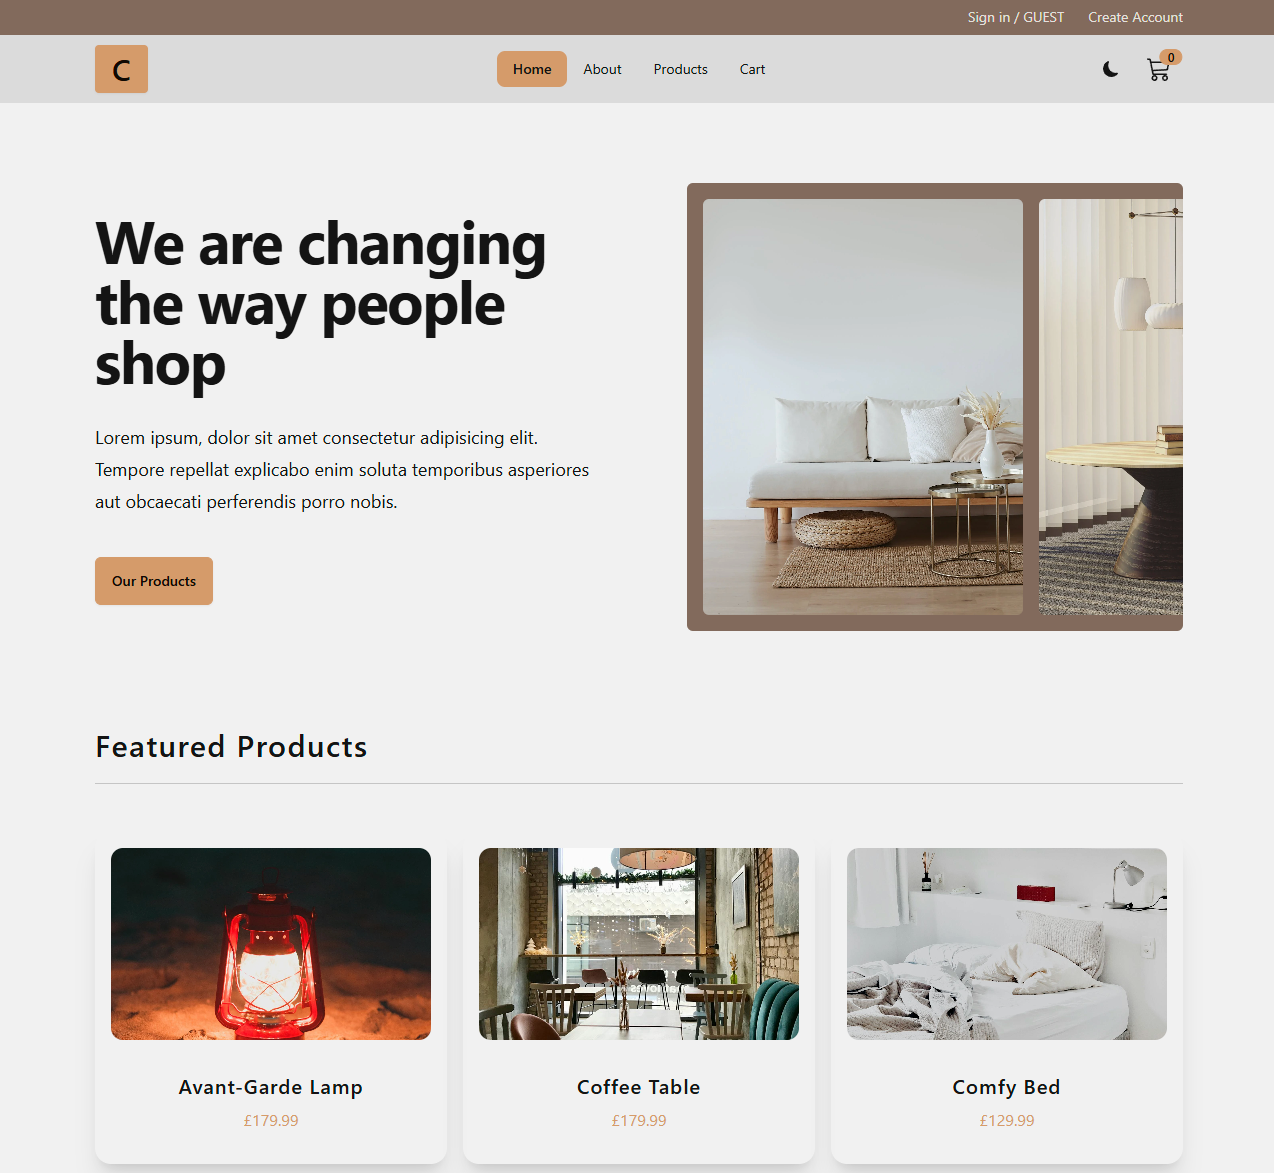 Sign in / GUEST Create Account
C Home About Products Cart 0
We are changing
the way people
shop
Lorem ipsum, dolor sit amet consectetur adipisicing elit.
Tempore repellat explicabo enim soluta temporibus asperiores
aut obcaecati perferendis porro nobis.
Our Products
Featured Products
Avant-Garde Lamp
£179.99
Coffee Table
£179.99
Comfy Bed
£129.99